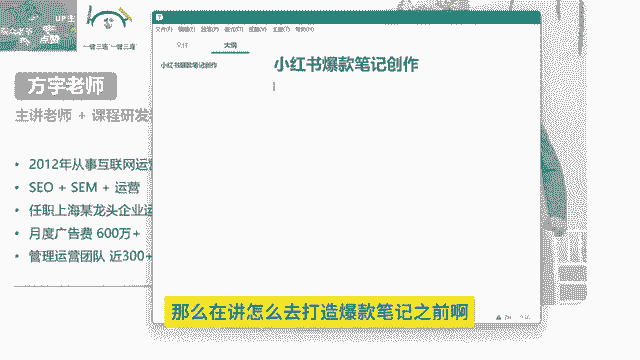 UP主
一键三连 一键三连
方宇老师
主讲老师 + 课程研发
2012年从事互联网运营
SEO + SEM + 运营
任职上海某龙头企业运
月度广告费 600万+
管理运营团队 近300+
文件(F) 编辑(E) 段落(P) 格式(O) 视图(V) 主题(T) 帮助(H)
文件 大纲
小红书爆款笔记创作
小红书爆款笔记创作
那么在讲怎么去打造爆款笔记之前啊